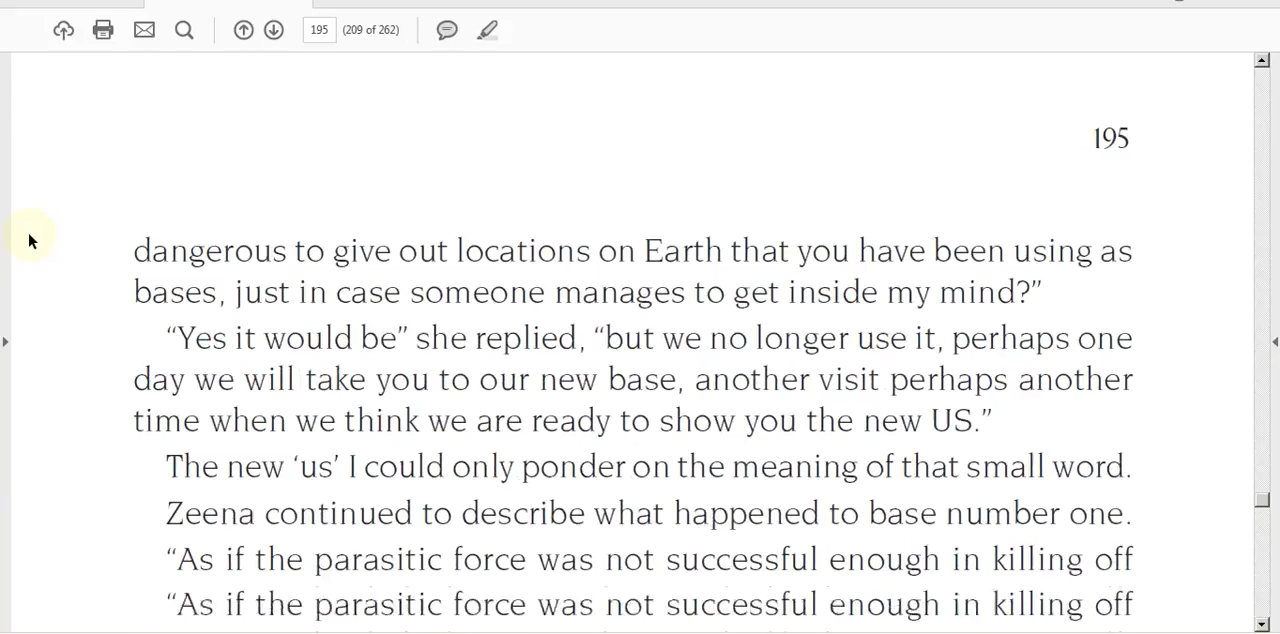 195 (209 of 262)
195
dangerous to give out locations on Earth that you have been using as
bases, just in case someone manages to get inside my mind?”
“Yes it would be” she replied, “but we no longer use it, perhaps one
day we will take you to our new base, another visit perhaps another
time when we think we are ready to show you the new US.”
The new ‘us’ I could only ponder on the meaning of that small word.
Zeena continued to describe what happened to base number one.
“As if the parasitic force was not successful enough in killing off
“As if the parasitic force was not successful enough in killing off